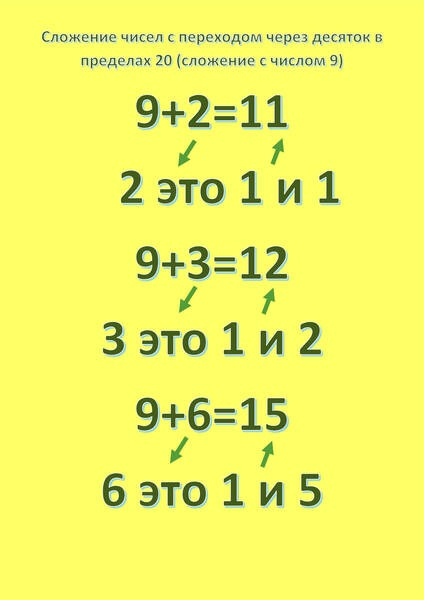 Сложение чисел с переходом через десяток в
пределах 20 (сложение с числом 9)
9+2=11
2 это 1 и 1
9+3=12
3 это 1 и 2
9+6=15
6 это 1 и 5